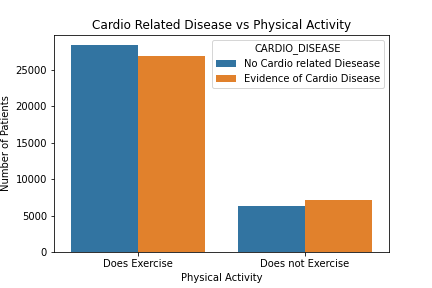 Cardio Related Disease vs Physical Activity
CARDIO_DISEASE
No Cardio related Diesease
Evidence of Cardio Disease
Number of Patients
25000
20000
15000
10000
5000
0
Does Exercise
Does not Exercise
Physical Activity